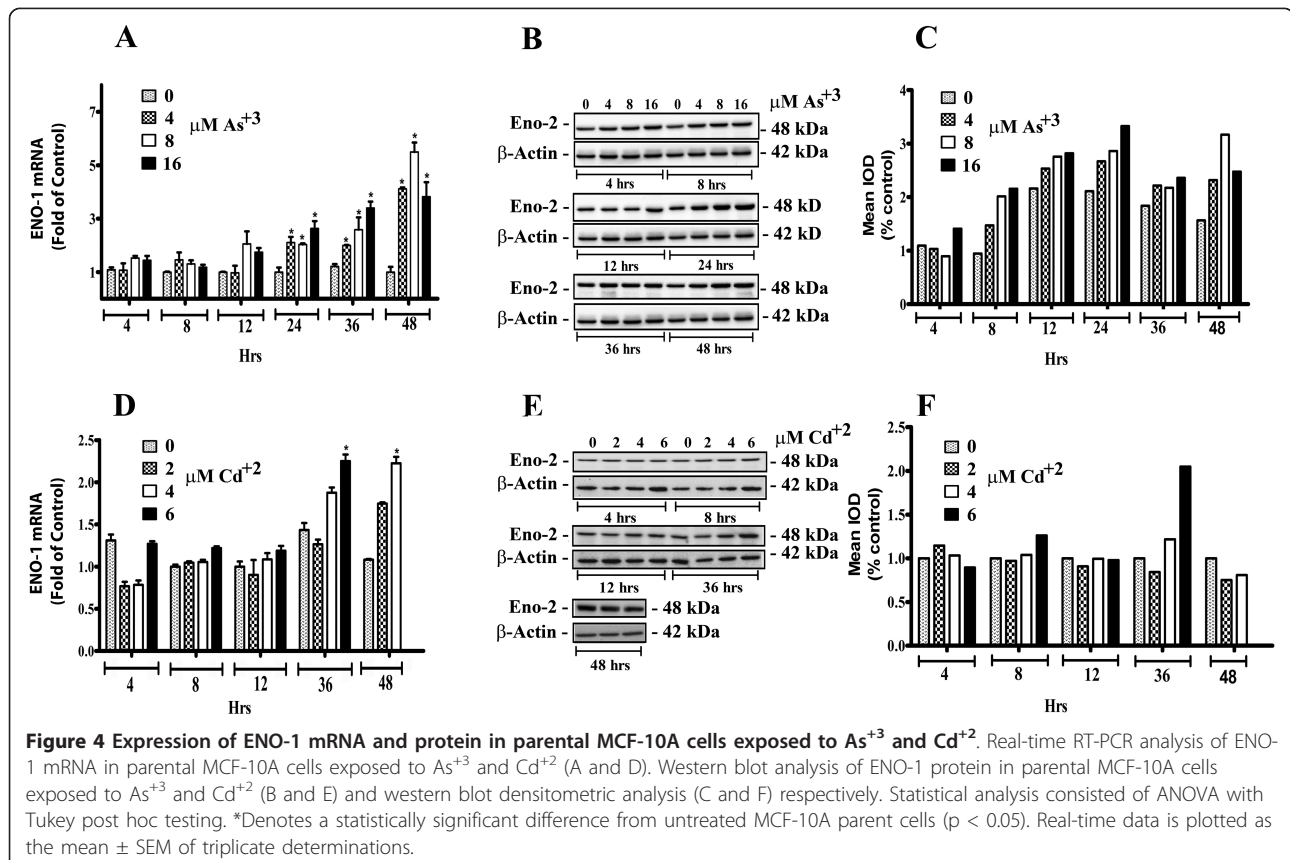 A
ENO-1 mRNA
(Fold of Control)
7
5
3
1
0
4
8
16
μM As+3
* * * * * * * * *
4 8 12 24 36 48
Hrs
B
0 4 8 16 0 4 8 16 μM As+3
Eno-2 - - 48 kDa
β-Actin - - 42 kDa
4 hrs 8 hrs
Eno-2 - - 48 kD
β-Actin - - 42 kD
12 hrs 24 hrs
Eno-2 - - 48 kDa
β-Actin - - 42 kDa
36 hrs 48 hrs
C
Mean IOD
(% control)
4
3
2
1
0
0
4
8
16
μM As+3
4 8 12 24 36 48
Hrs
D
ENO-1 mRNA
(Fold of Control)
2.5
2.0
1.5
1.0
0.5
0.0
0
2
4
6
μM Cd+2
* *
4 8 12 36 48
Hrs
E
0 2 4 6 0 2 4 6 μM Cd+2
Eno-2 - - 48 kDa
β-Actin - - 42 kDa
4 hrs 8 hrs
Eno-2 - - 48 kDa
β-Actin - - 42 kDa
12 hrs 36 hrs
Eno-2 - - 48 kDa
β-Actin - - 42 kDa
48 hrs
F
Mean IOD
(% control)
2.5
2.0
1.5
1.0
0.5
0.0
0
2
4
6
μM Cd+2
4 8 12 36 48
Hrs
Figure 4 Expression of ENO-1 mRNA and protein in parental MCF-10A cells exposed to As+3 and Cd+2. Real-time RT-PCR analysis of ENO-
1 mRNA in parental MCF-10A cells exposed to As+3 and Cd+2 (A and D). Western blot analysis of ENO-1 protein in parental MCF-10A cells
exposed to As+3 and Cd+2 (B and E) and western blot densitometric analysis (C and F) respectively. Statistical analysis consisted of ANOVA with
Tukey post hoc testing. *Denotes a statistically significant difference from untreated MCF-10A parent cells (p < 0.05). Real-time data is plotted as
the mean ± SEM of triplicate determinations.